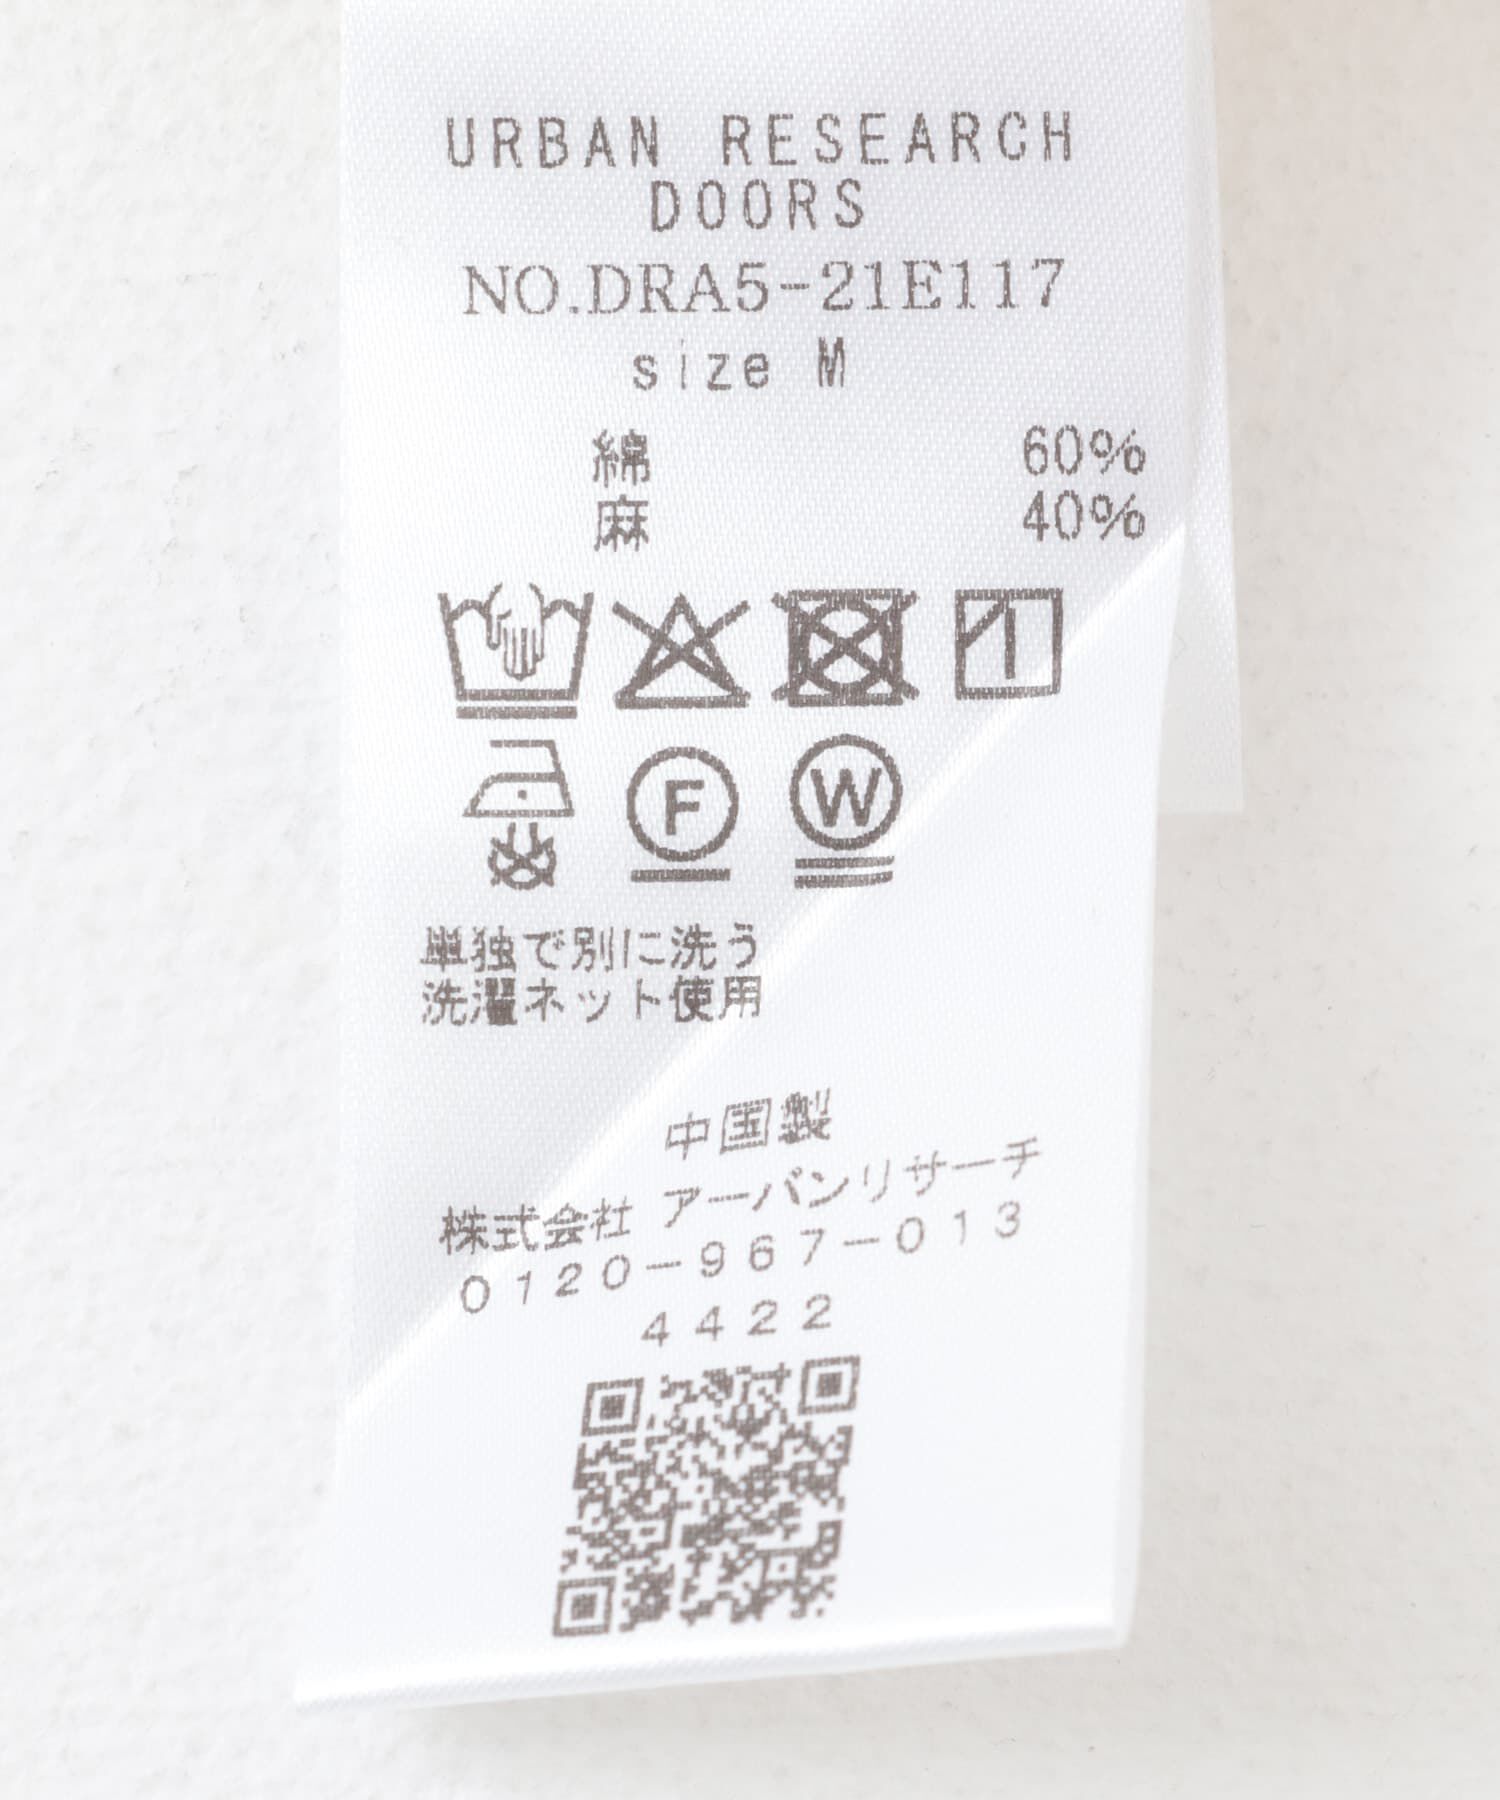 URBAN RESEARCH
DOORS
NO.DRA5-21E117
size M
綿 60%
麻 40%
F W
単独で別に洗う
洗濯ネット使用
中国製
株式会社 アーバンリサーチ
0120-967-013
4422